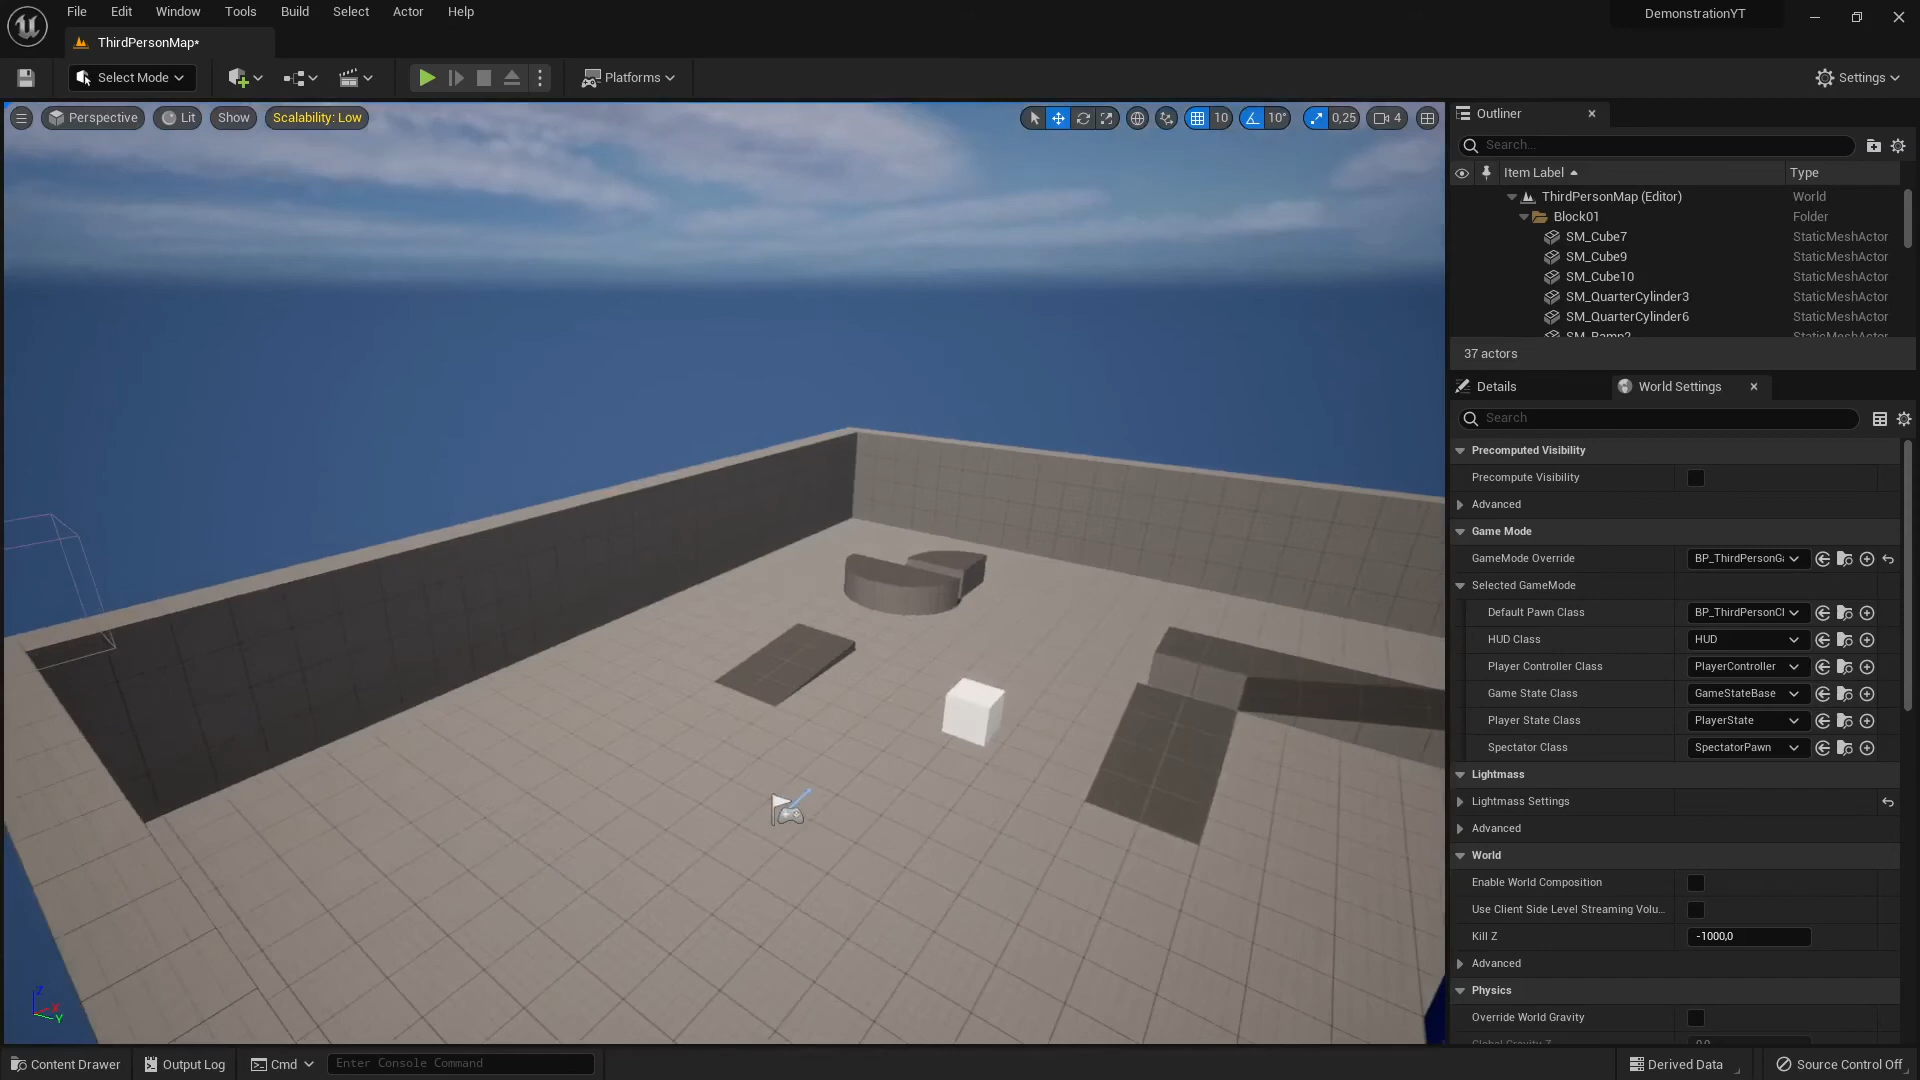 File Edit Window Tools Build Select Actor Help
DemonstrationYT
ThirdPersonMap*
Select Mode
Platforms
Settings
Perspective Lit Show Scalability: Low
10 10° 0,25 4
Outliner
Search...
Item Label Type
ThirdPersonMap (Editor) World
Block01 Folder
SM_Cube7 StaticMeshActor
SM_Cube9 StaticMeshActor
SM_Cube10 StaticMeshActor
SM_QuarterCylinder3 StaticMeshActor
SM_QuarterCylinder6 StaticMeshActor
SM_Ramp2 StaticMeshActor
37 actors
Details World Settings
Search
Precomputed Visibility
Precompute Visibility
Advanced
Game Mode
GameMode Override BP_ThirdPersonGa
Selected GameMode
Default Pawn Class BP_ThirdPersonCl
HUD Class HUD
Player Controller Class PlayerController
Game State Class GameStateBase
Player State Class PlayerState
Spectator Class SpectatorPawn
Lightmass
Lightmass Settings
Advanced
World
Enable World Composition
Use Client Side Level Streaming Volu...
Kill Z -1000,0
Advanced
Physics
Override World Gravity
Global Gravity Z 0,0
Z
X
Y
Content Drawer Output Log Cmd Enter Console Command
Derived Data Source Control Off